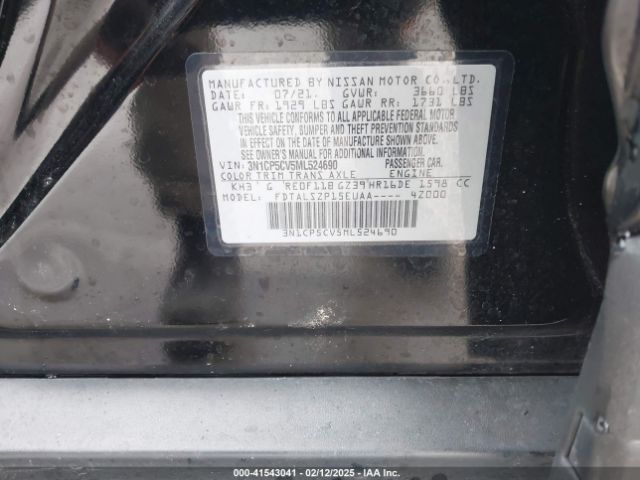 MANUFACTURED BY NISSAN MOTOR CO., LTD.
DATE: 07/21 GVWR: 3660 LBS
GAWR FR: 1929 LBS GAWR RR: 1731 LBS
THIS VEHICLE CONFORMS TO ALL APPLICABLE FEDERAL MOTOR
VEHICLE SAFETY, BUMPER AND THEFT PREVENTION STANDARDS
IN EFFECT ON THE DATE OF MANUFACTURE SHOWN ABOVE.
SEE OWNER'S MANUAL FOR ADDITIONAL INFORMATION.
VIN: 3N1CP5CV5ML524690 PASSENGER CAR.
COLOR TRIM TRANS AXLE ENGINE
KH3 G RE0F11B GZ39 HR16DE 1598 CC
MODEL: FDTALSZP15EUAA---- 4Z000
3N1CP5CV5ML524690
000-41543041 - 02/12/2025 - IAA Inc.